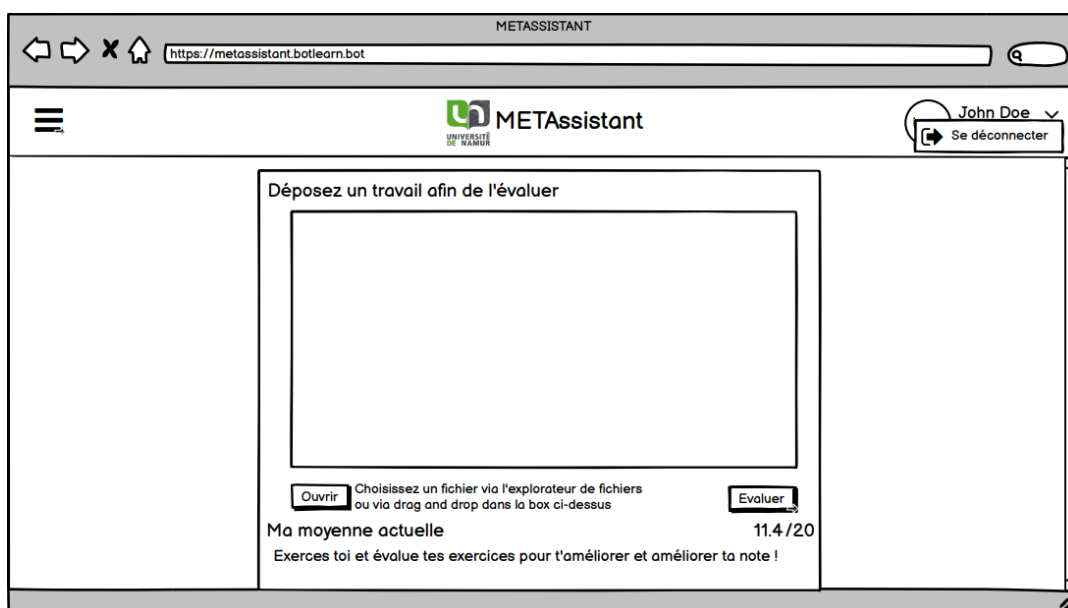 METASSISTANT
https://metassistant.botlearn.bot
UNIVERSITÉ
DE NAMUR
METAssistant
John Doe
Se déconnecter
Déposez un travail afin de l'évaluer
Ouvrir
Choisissez un fichier via l'explorateur de fichiers
ou via drag and drop dans la box ci-dessus
Evaluer
Ma moyenne actuelle
11.4/20
Exerces toi et évalue tes exercices pour t'améliorer et améliorer ta note !